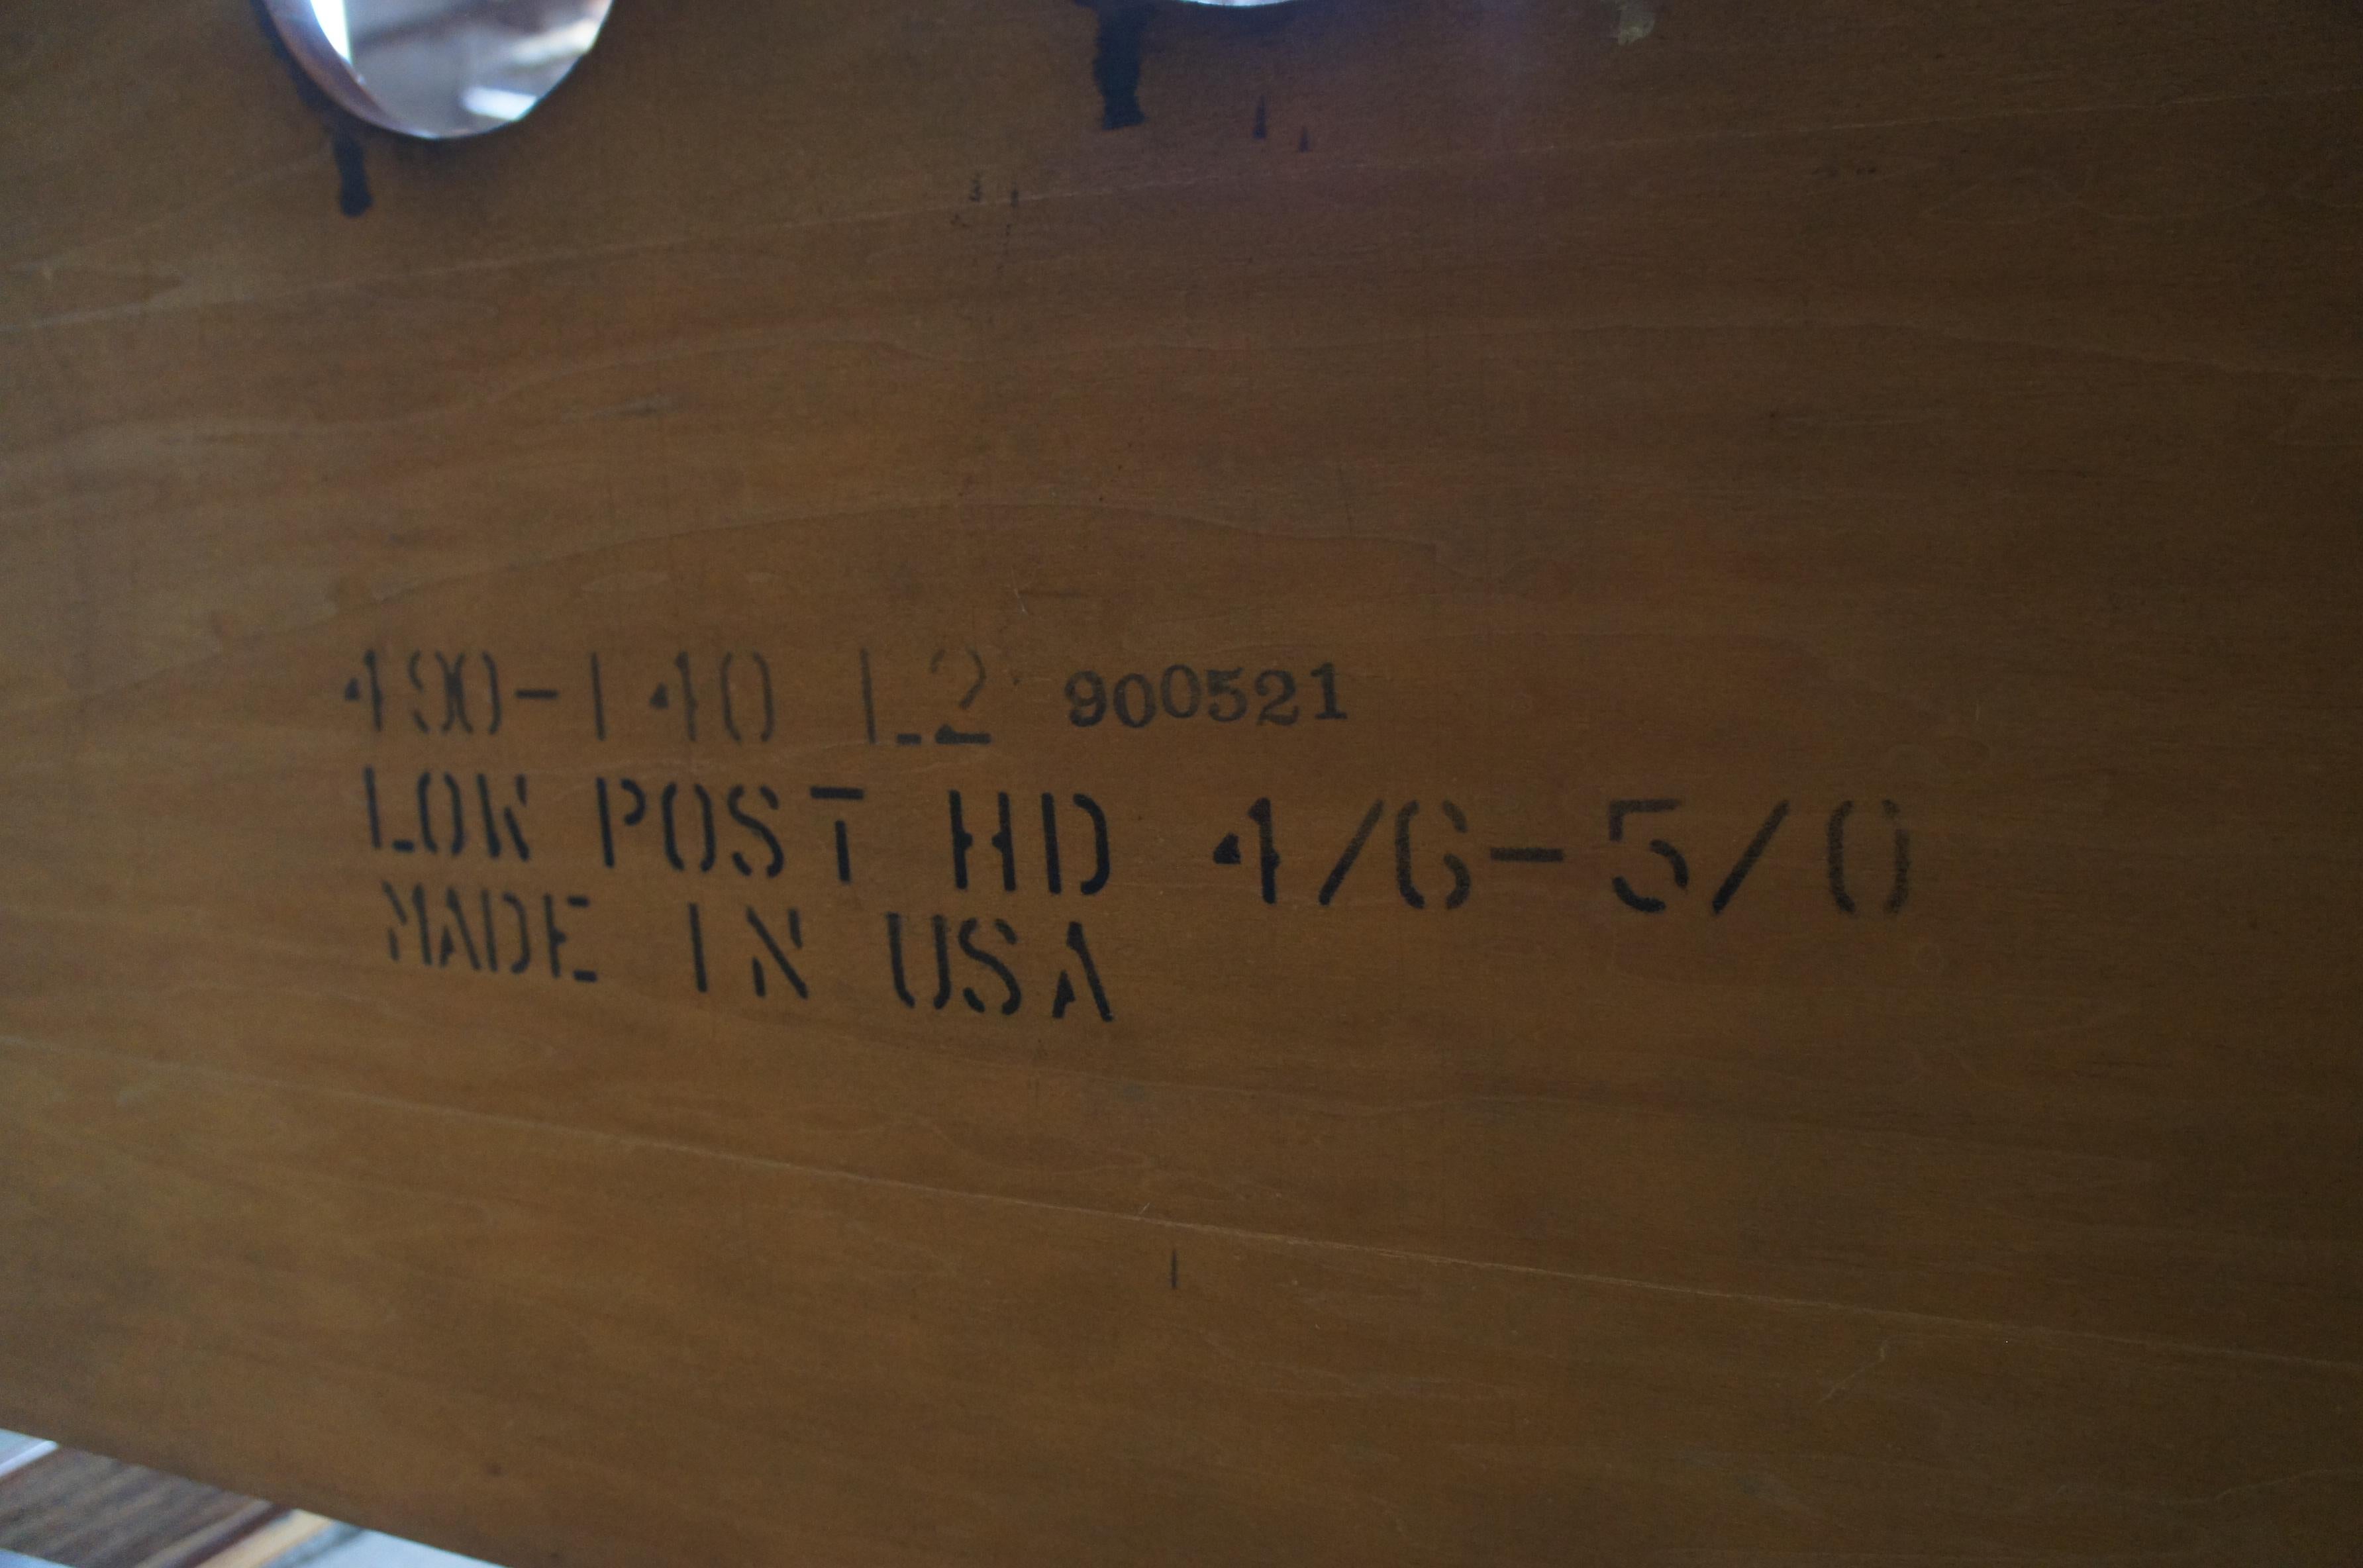 490-140 L2 900521
LOW POST HD 4/6-5/0
MADE IN USA